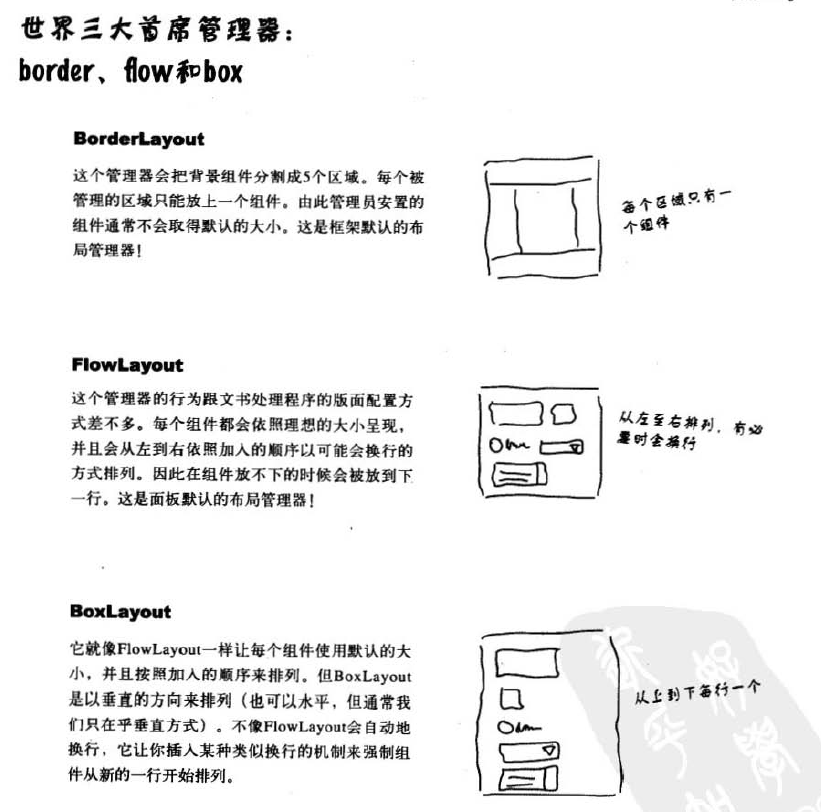 世界三大首席管理器：
border、flow和box
BorderLayout
这个管理器会把背景组件分割成5个区域。每个被
管理的区域只能放上一个组件。由此管理员安置的
组件通常不会取得默认的大小。这是框架默认的布
局管理器！
每个区域只有一
个组件
FlowLayout
这个管理器的行为跟文书处理程序的版面配置方
式差不多。每个组件都会依照理想的大小呈现，
并且会从左到右依照加入的顺序以可能会换行的
方式排列。因此在组件放不下的时候会被放到下
一行。这是面板默认的布局管理器！
从左至右排列，有必
要时会换行
BoxLayout
它就像FlowLayout一样让每个组件使用默认的大
小，并且按照加入的顺序来排列。但BoxLayout
是以垂直的方向来排列（也可以水平，但通常我
们只在乎垂直方式）。不像FlowLayout会自动地
换行，它让你插入某种类似换行的机制来强制组
件从新的一行开始排列。
从上到下每行一个